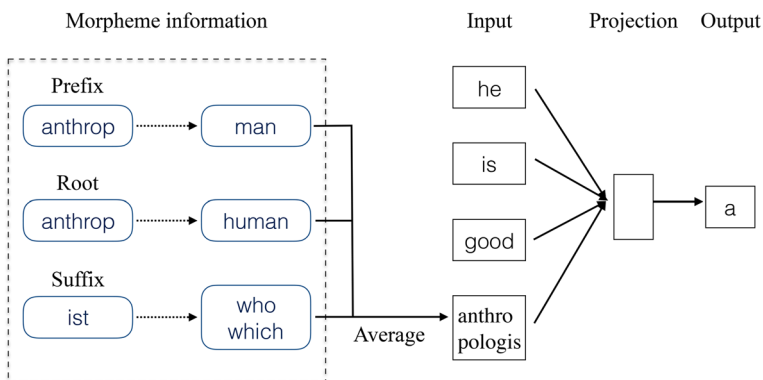 Morpheme information
Input
Projection
Output
Prefix
anthrop
man
Root
anthrop
human
Suffix
ist
who
which
Average
he
is
good
anthro
pologis
a